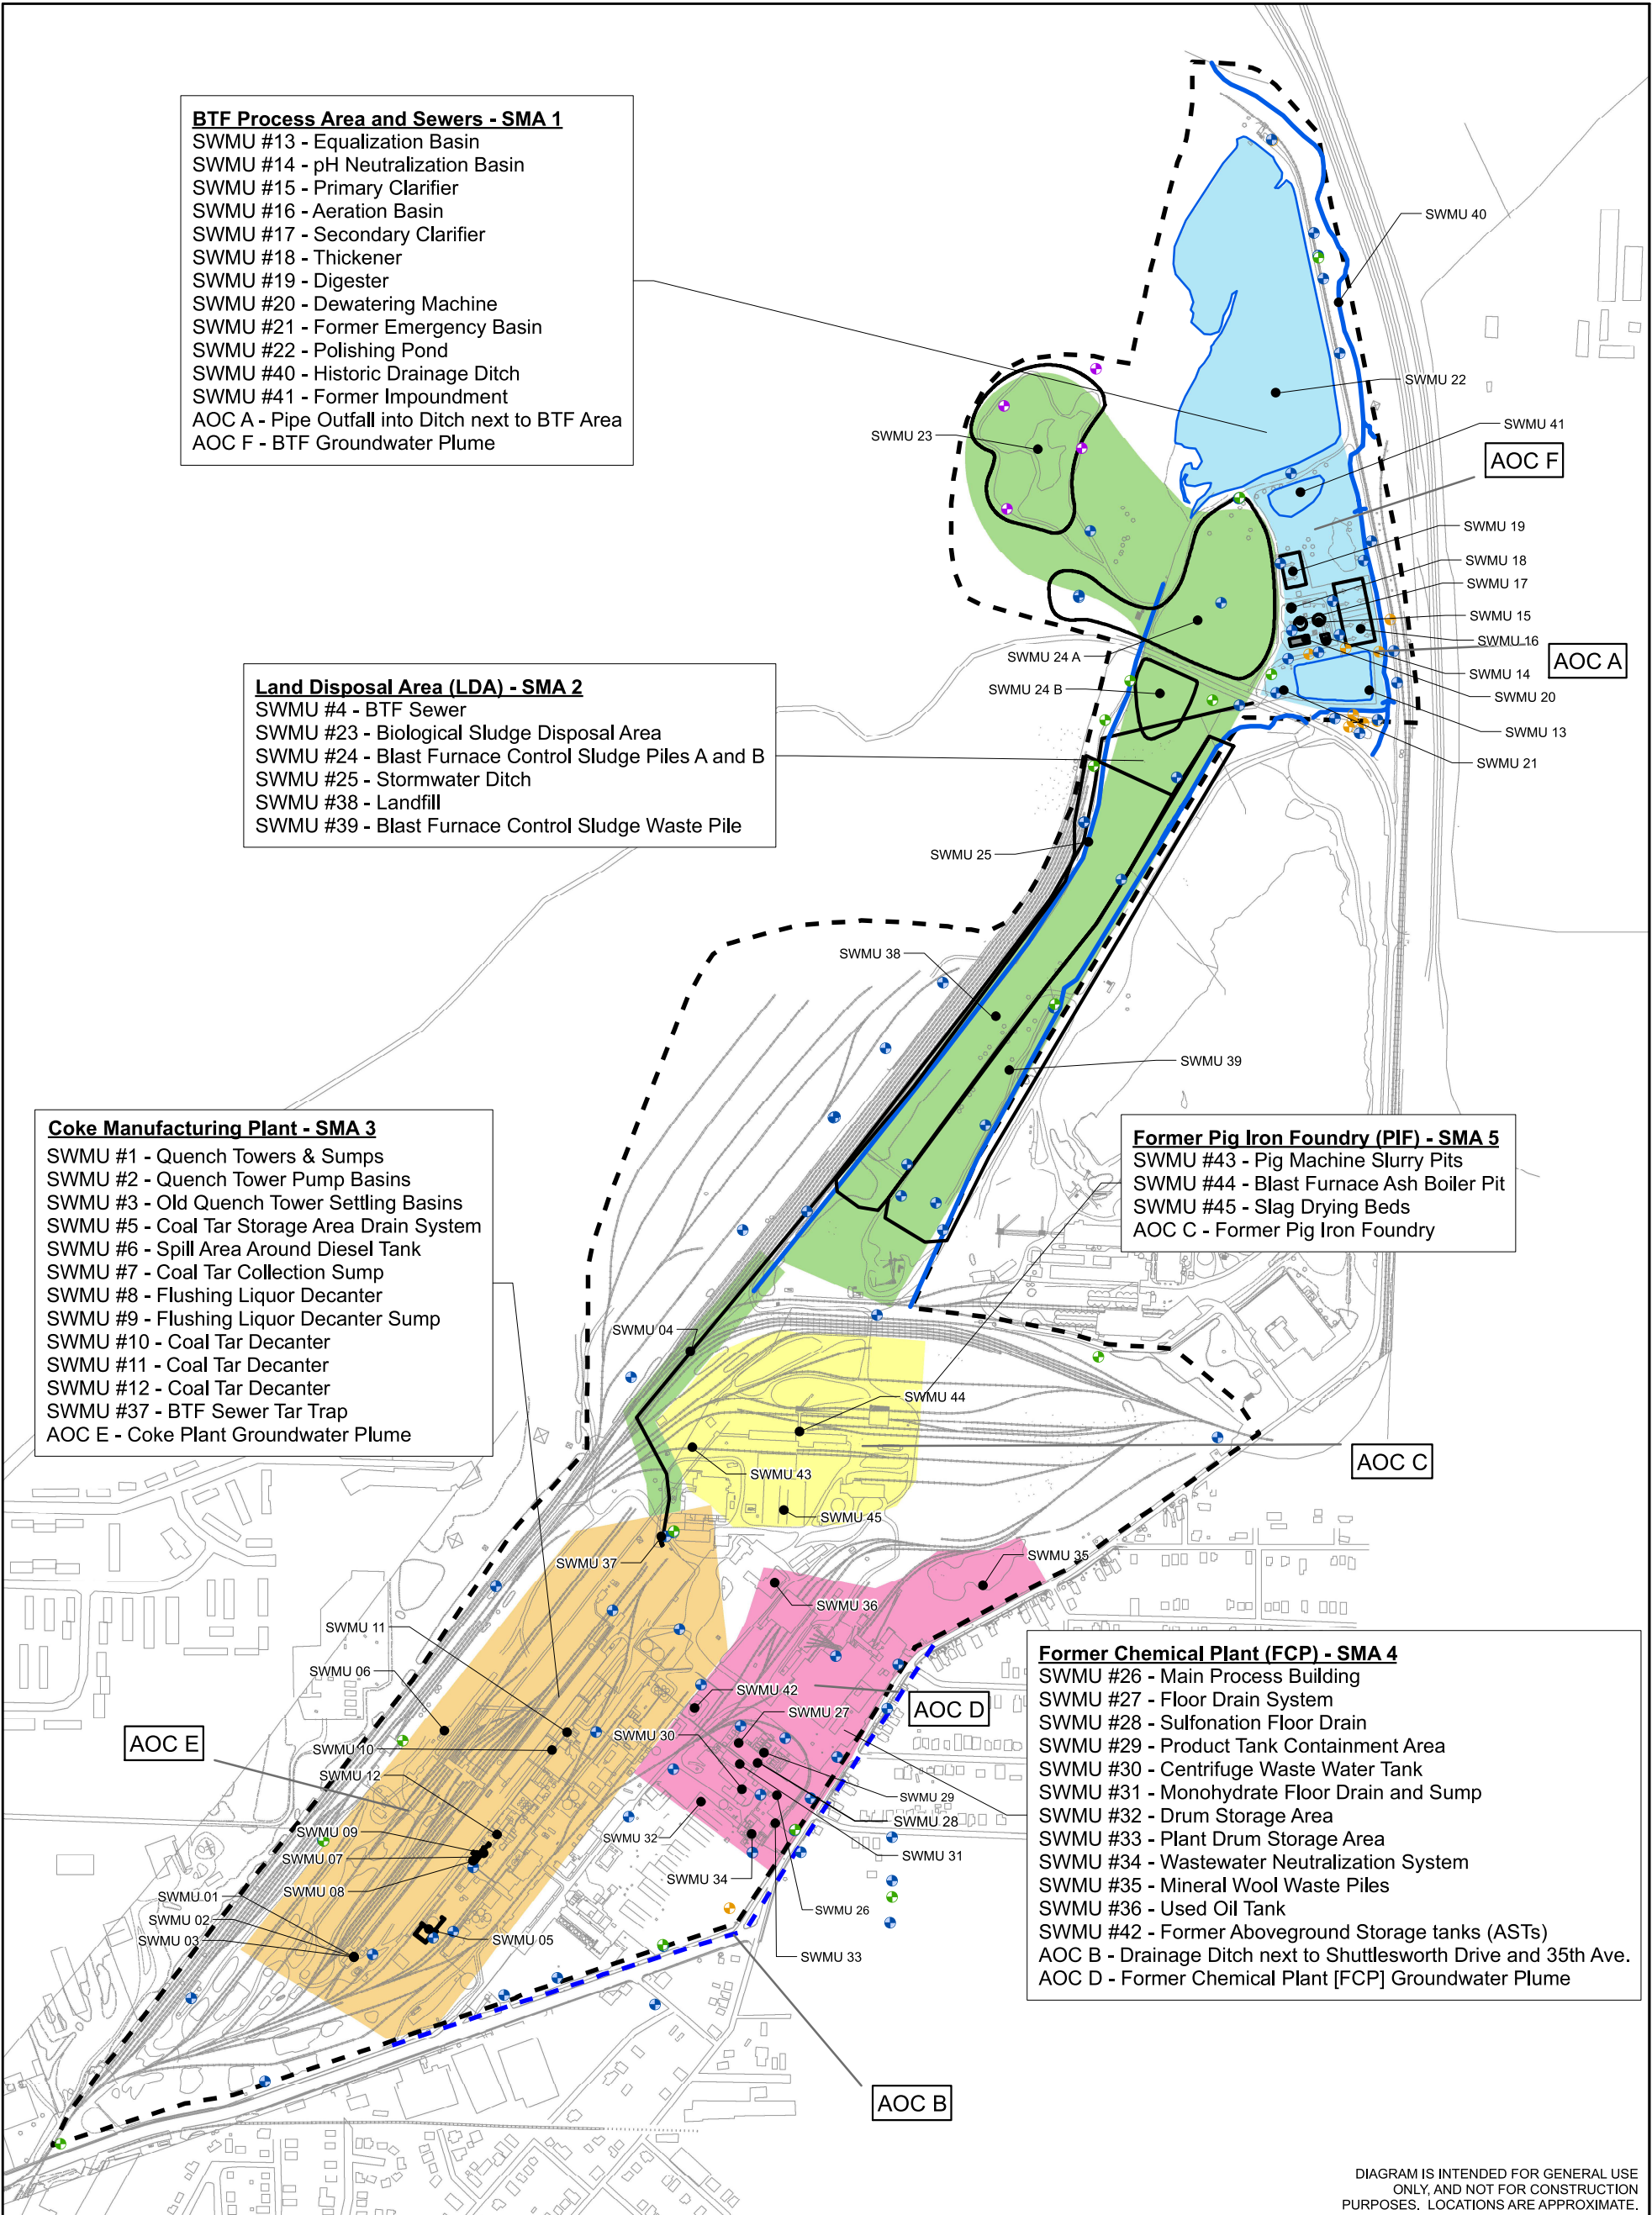 BTF Process Area and Sewers - SMA 1
SWMU #13 - Equalization Basin
SWMU #14 - pH Neutralization Basin
SWMU #15 - Primary Clarifier
SWMU #16 - Aeration Basin
SWMU #17 - Secondary Clarifier
SWMU #18 - Thickener
SWMU #19 - Digester
SWMU #20 - Dewatering Machine
SWMU #21 - Former Emergency Basin
SWMU #22 - Polishing Pond
SWMU #40 - Historic Drainage Ditch
SWMU #41 - Former Impoundment
AOC A - Pipe Outfall into Ditch next to BTF Area
AOC F - BTF Groundwater Plume
SWMU 40
SWMU 22
SWMU 41
SWMU 23
AOC F
SWMU 19
SWMU 18
SWMU 17
SWMU 15
SWMU 16
AOC A
SWMU 14
SWMU 20
SWMU 13
SWMU 21
SWMU 24 A
SWMU 24 B
Land Disposal Area (LDA) - SMA 2
SWMU #4 - BTF Sewer
SWMU #23 - Biological Sludge Disposal Area
SWMU #24 - Blast Furnace Control Sludge Piles A and B
SWMU #25 - Stormwater Ditch
SWMU #38 - Landfill
SWMU #39 - Blast Furnace Control Sludge Waste Pile
SWMU 25
SWMU 38
SWMU 39
Coke Manufacturing Plant - SMA 3
SWMU #1 - Quench Towers & Sumps
SWMU #2 - Quench Tower Pump Basins
SWMU #3 - Old Quench Tower Settling Basins
SWMU #5 - Coal Tar Storage Area Drain System
SWMU #6 - Spill Area Around Diesel Tank
SWMU #7 - Coal Tar Collection Sump
SWMU #8 - Flushing Liquor Decanter
SWMU #9 - Flushing Liquor Decanter Sump
SWMU #10 - Coal Tar Decanter
SWMU #11 - Coal Tar Decanter
SWMU #12 - Coal Tar Decanter
SWMU #37 - BTF Sewer Tar Trap
AOC E - Coke Plant Groundwater Plume
Former Pig Iron Foundry (PIF) - SMA 5
SWMU #43 - Pig Machine Slurry Pits
SWMU #44 - Blast Furnace Ash Boiler Pit
SWMU #45 - Slag Drying Beds
AOC C - Former Pig Iron Foundry
SWMU 04
SWMU 44
SWMU 43
AOC C
SWMU 45
SWMU 37
SWMU 35
SWMU 36
SWMU 11
SWMU 06
SWMU 42
SWMU 27
AOC D
SWMU 30
AOC E
SWMU 10
SWMU 12
SWMU 29
SWMU 28
SWMU 09
SWMU 32
SWMU 07
SWMU 31
SWMU 34
SWMU 08
SWMU 01
SWMU 02
SWMU 03
SWMU 05
SWMU 26
SWMU 33
Former Chemical Plant (FCP) - SMA 4
SWMU #26 - Main Process Building
SWMU #27 - Floor Drain System
SWMU #28 - Sulfonation Floor Drain
SWMU #29 - Product Tank Containment Area
SWMU #30 - Centrifuge Waste Water Tank
SWMU #31 - Monohydrate Floor Drain and Sump
SWMU #32 - Drum Storage Area
SWMU #33 - Plant Drum Storage Area
SWMU #34 - Wastewater Neutralization System
SWMU #35 - Mineral Wool Waste Piles
SWMU #36 - Used Oil Tank
SWMU #42 - Former Aboveground Storage tanks (ASTs)
AOC B - Drainage Ditch next to Shuttlesworth Drive and 35th Ave.
AOC D - Former Chemical Plant [FCP] Groundwater Plume
AOC B
DIAGRAM IS INTENDED FOR GENERAL USE
ONLY, AND NOT FOR CONSTRUCTION
PURPOSES. LOCATIONS ARE APPROXIMATE.